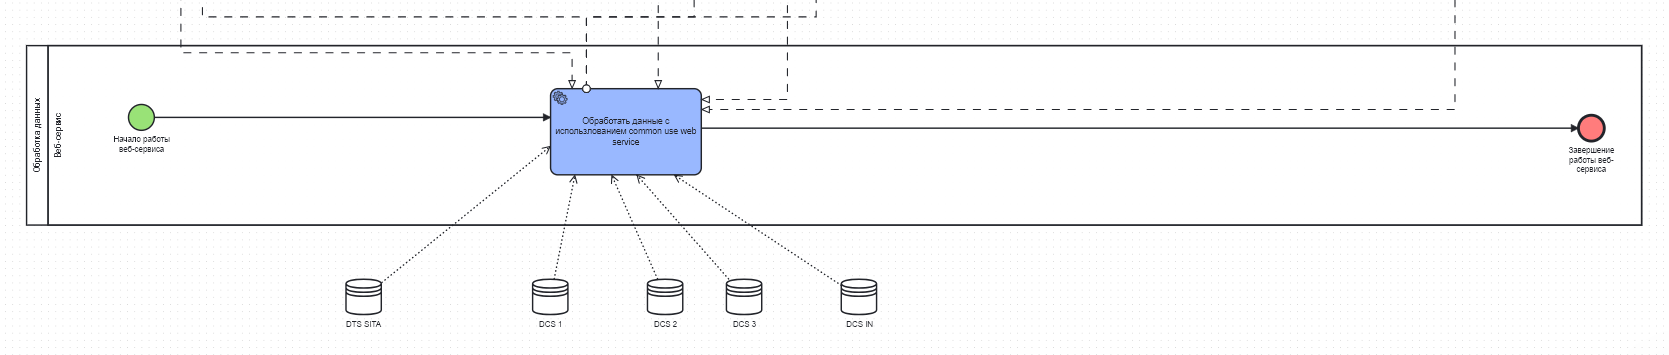 Обработка данных
Веб-сервис
Начало работы
веб-сервиса
Обработать данные с
использлованием common use web
service
Завершение
работы веб-
сервиса
DTS SITA
DCS 1
DCS 2
DCS 3
DCS IN